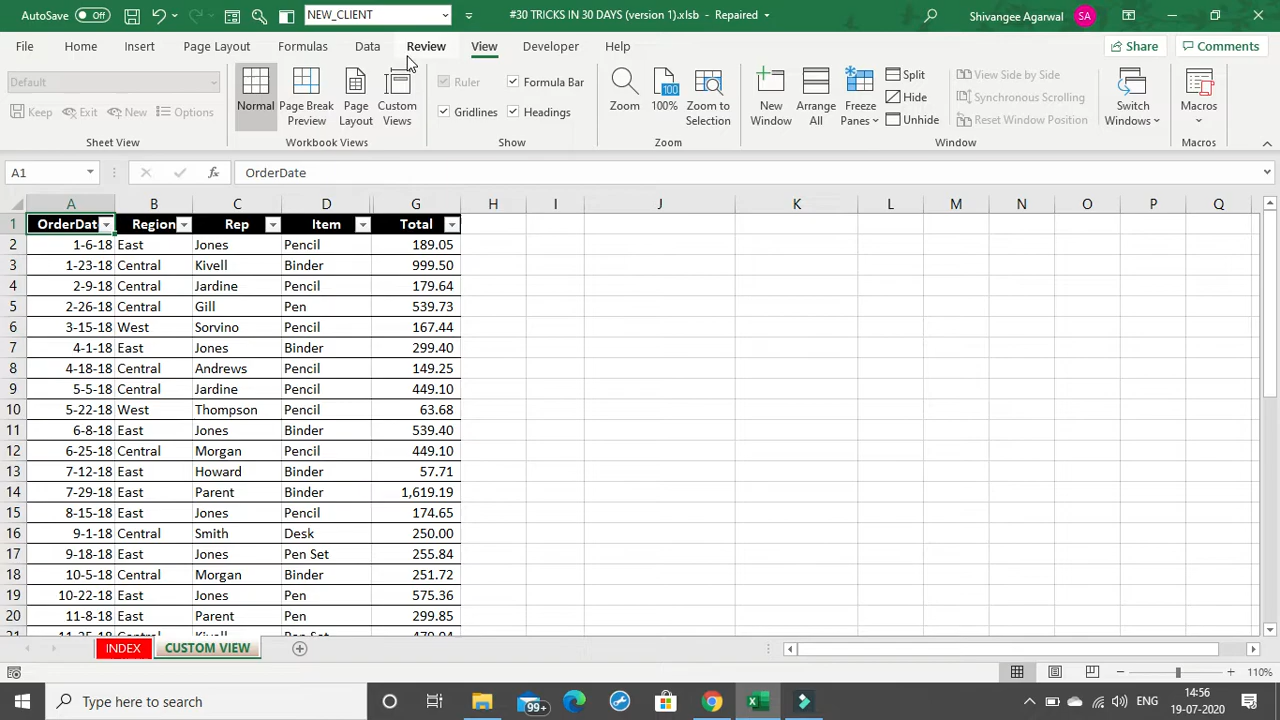 AutoSave Off NEW_CLIENT #30 TRICKS IN 30 DAYS (version 1).xlsb - Repaired Shivangee Agarwal SA
File Home Insert Page Layout Formulas Data Review View Developer Help Share Comments
Default
Keep Exit New Options
Sheet View
Normal
Page Break Preview
Page Layout
Custom Views
Workbook Views
Ruler Formula Bar
Gridlines Headings
Show
Zoom
100
100%
Zoom to Selection
Zoom
New Window
Arrange All
Freeze Panes
Split
Hide
Unhide
View Side by Side
Synchronous Scrolling
Reset Window Position
Window
Switch Windows
Macros
Macros
A1 fx OrderDate
A B C D G H I J K L M N O P Q
1 OrderDat Region Rep Item Total
2 1-6-18 East Jones Pencil 189.05
3 1-23-18 Central Kivell Binder 999.50
4 2-9-18 Central Jardine Pencil 179.64
5 2-26-18 Central Gill Pen 539.73
6 3-15-18 West Sorvino Pencil 167.44
7 4-1-18 East Jones Binder 299.40
8 4-18-18 Central Andrews Pencil 149.25
9 5-5-18 Central Jardine Pencil 449.10
10 5-22-18 West Thompson Pencil 63.68
11 6-8-18 East Jones Binder 539.40
12 6-25-18 Central Morgan Pencil 449.10
13 7-12-18 East Howard Binder 57.71
14 7-29-18 East Parent Binder 1,619.19
15 8-15-18 East Jones Pencil 174.65
16 9-1-18 Central Smith Desk 250.00
17 9-18-18 East Jones Pen Set 255.84
18 10-5-18 Central Morgan Binder 251.72
19 10-22-18 East Jones Pen 575.36
20 11-8-18 East Parent Pen 299.85
21 11-25-18 Central Kivell Pen Set 479.04
INDEX CUSTOM VIEW
110%
Type here to search 99+ ENG 14:56
19-07-2020